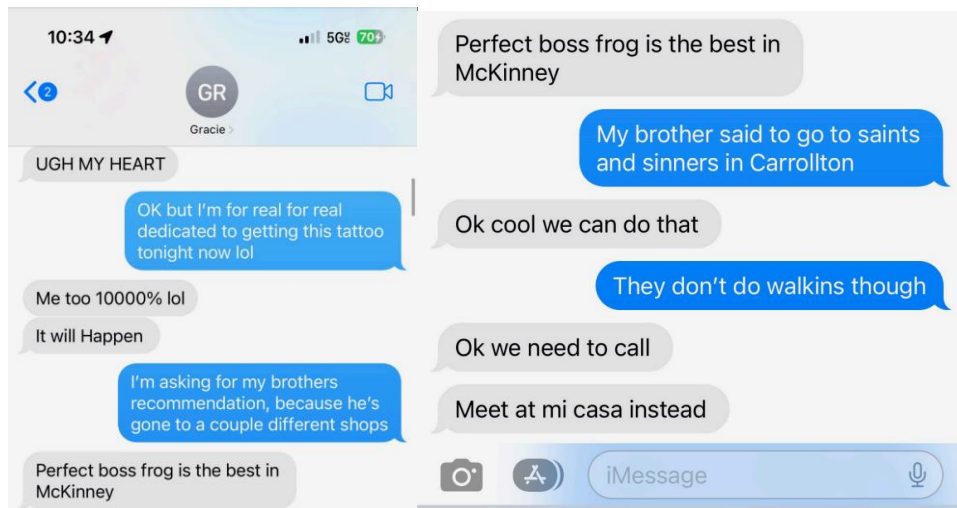 10:34
5G
70
2
GR
Gracie
UGH MY HEART
OK but I'm for real for real
dedicated to getting this tattoo
tonight now lol
Me too 10000% lol
It will Happen
I'm asking for my brothers
recommendation, because he's
gone to a couple different shops
Perfect boss frog is the best in
McKinney
Perfect boss frog is the best in
McKinney
My brother said to go to saints
and sinners in Carrollton
Ok cool we can do that
They don't do walkins though
Ok we need to call
Meet at mi casa instead
iMessage